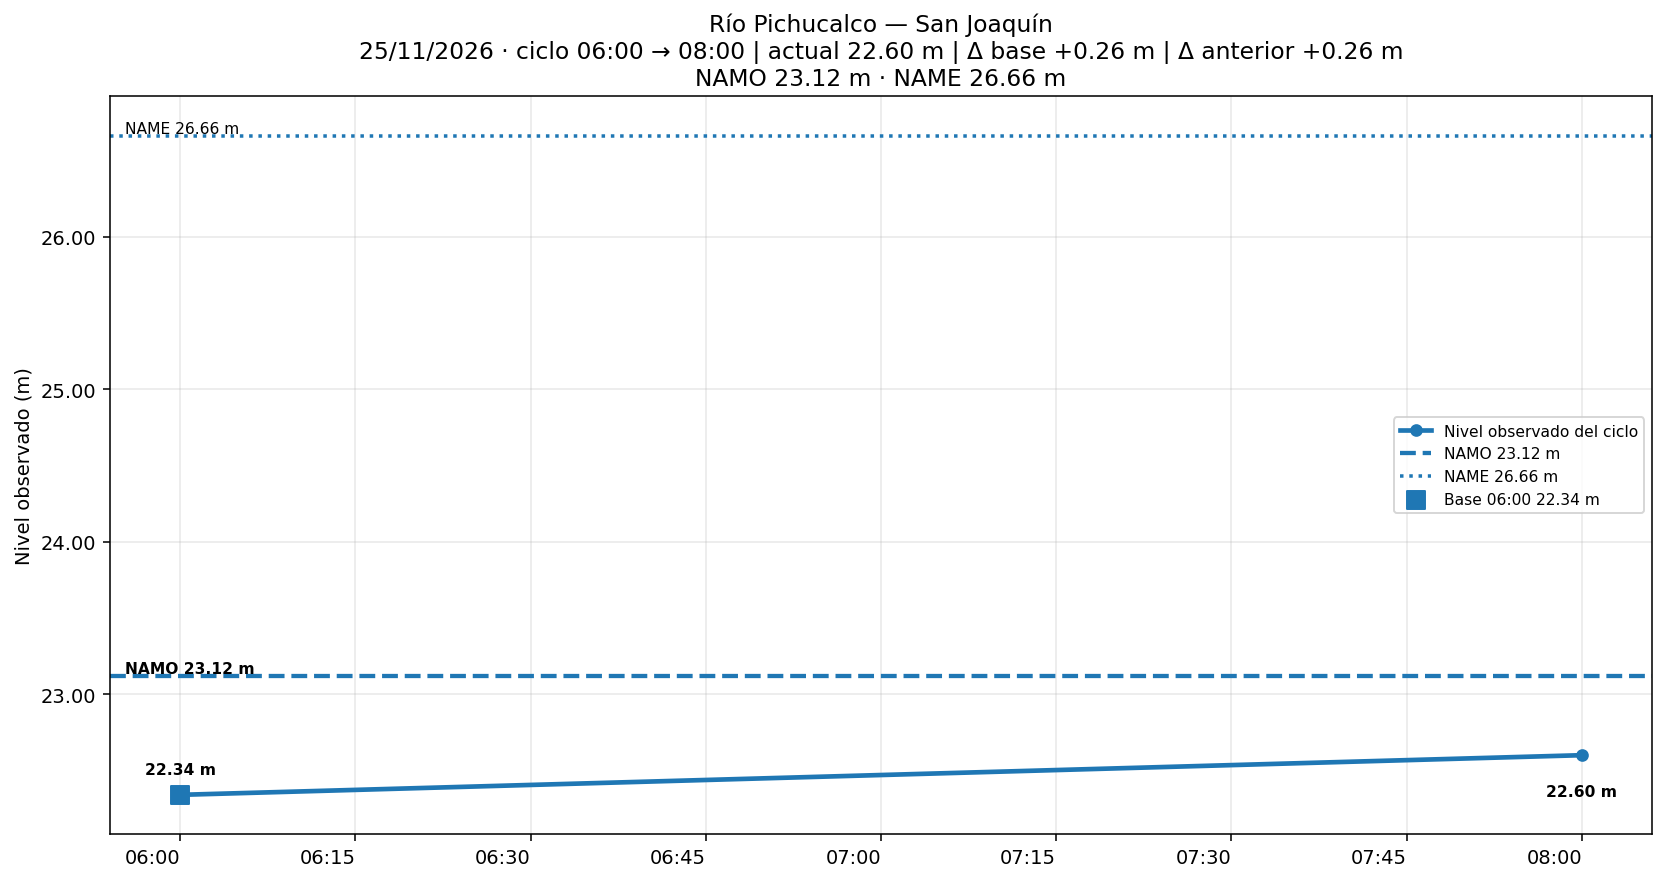 Río Pichucalco — San Joaquín
25/11/2026 · ciclo 06:00 → 08:00 | actual 22.60 m | Δ base +0.26 m | Δ anterior +0.26 m
NAMO 23.12 m · NAME 26.66 m
NAME 26.66 m
26.00
25.00
24.00
23.00
Nivel observado (m)
Nivel observado del ciclo
NAMO 23.12 m
NAME 26.66 m
Base 06:00 22.34 m
NAMO 23.12 m
22.34 m
22.60 m
06:00 06:15 06:30 06:45 07:00 07:15 07:30 07:45 08:00